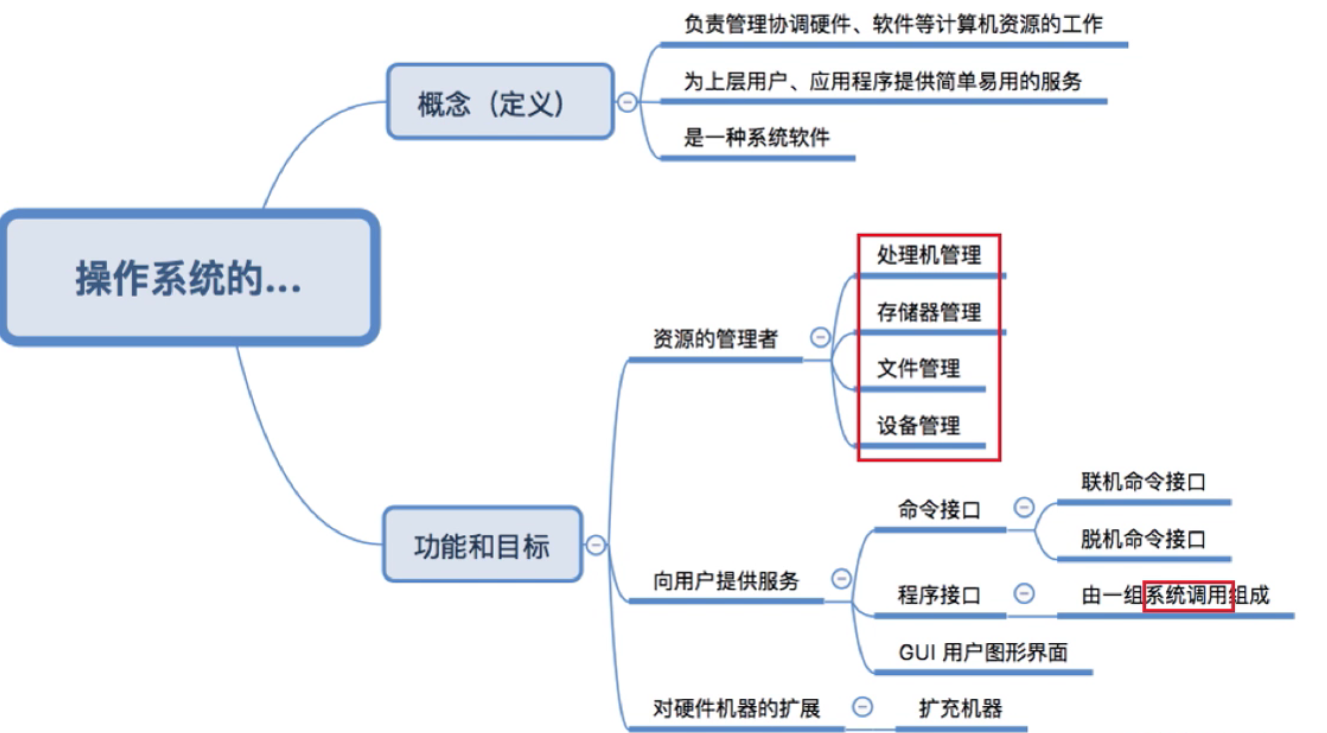 负责管理协调硬件、软件等计算机资源的工作
为上层用户、应用程序提供简单易用的服务
概念（定义）
是一种系统软件
操作系统的...
处理机管理
存储器管理
资源的管理者
文件管理
设备管理
联机命令接口
命令接口
脱机命令接口
功能和目标
向用户提供服务
程序接口
由一组系统调用组成
GUI 用户图形界面
对硬件机器的扩展
扩充机器